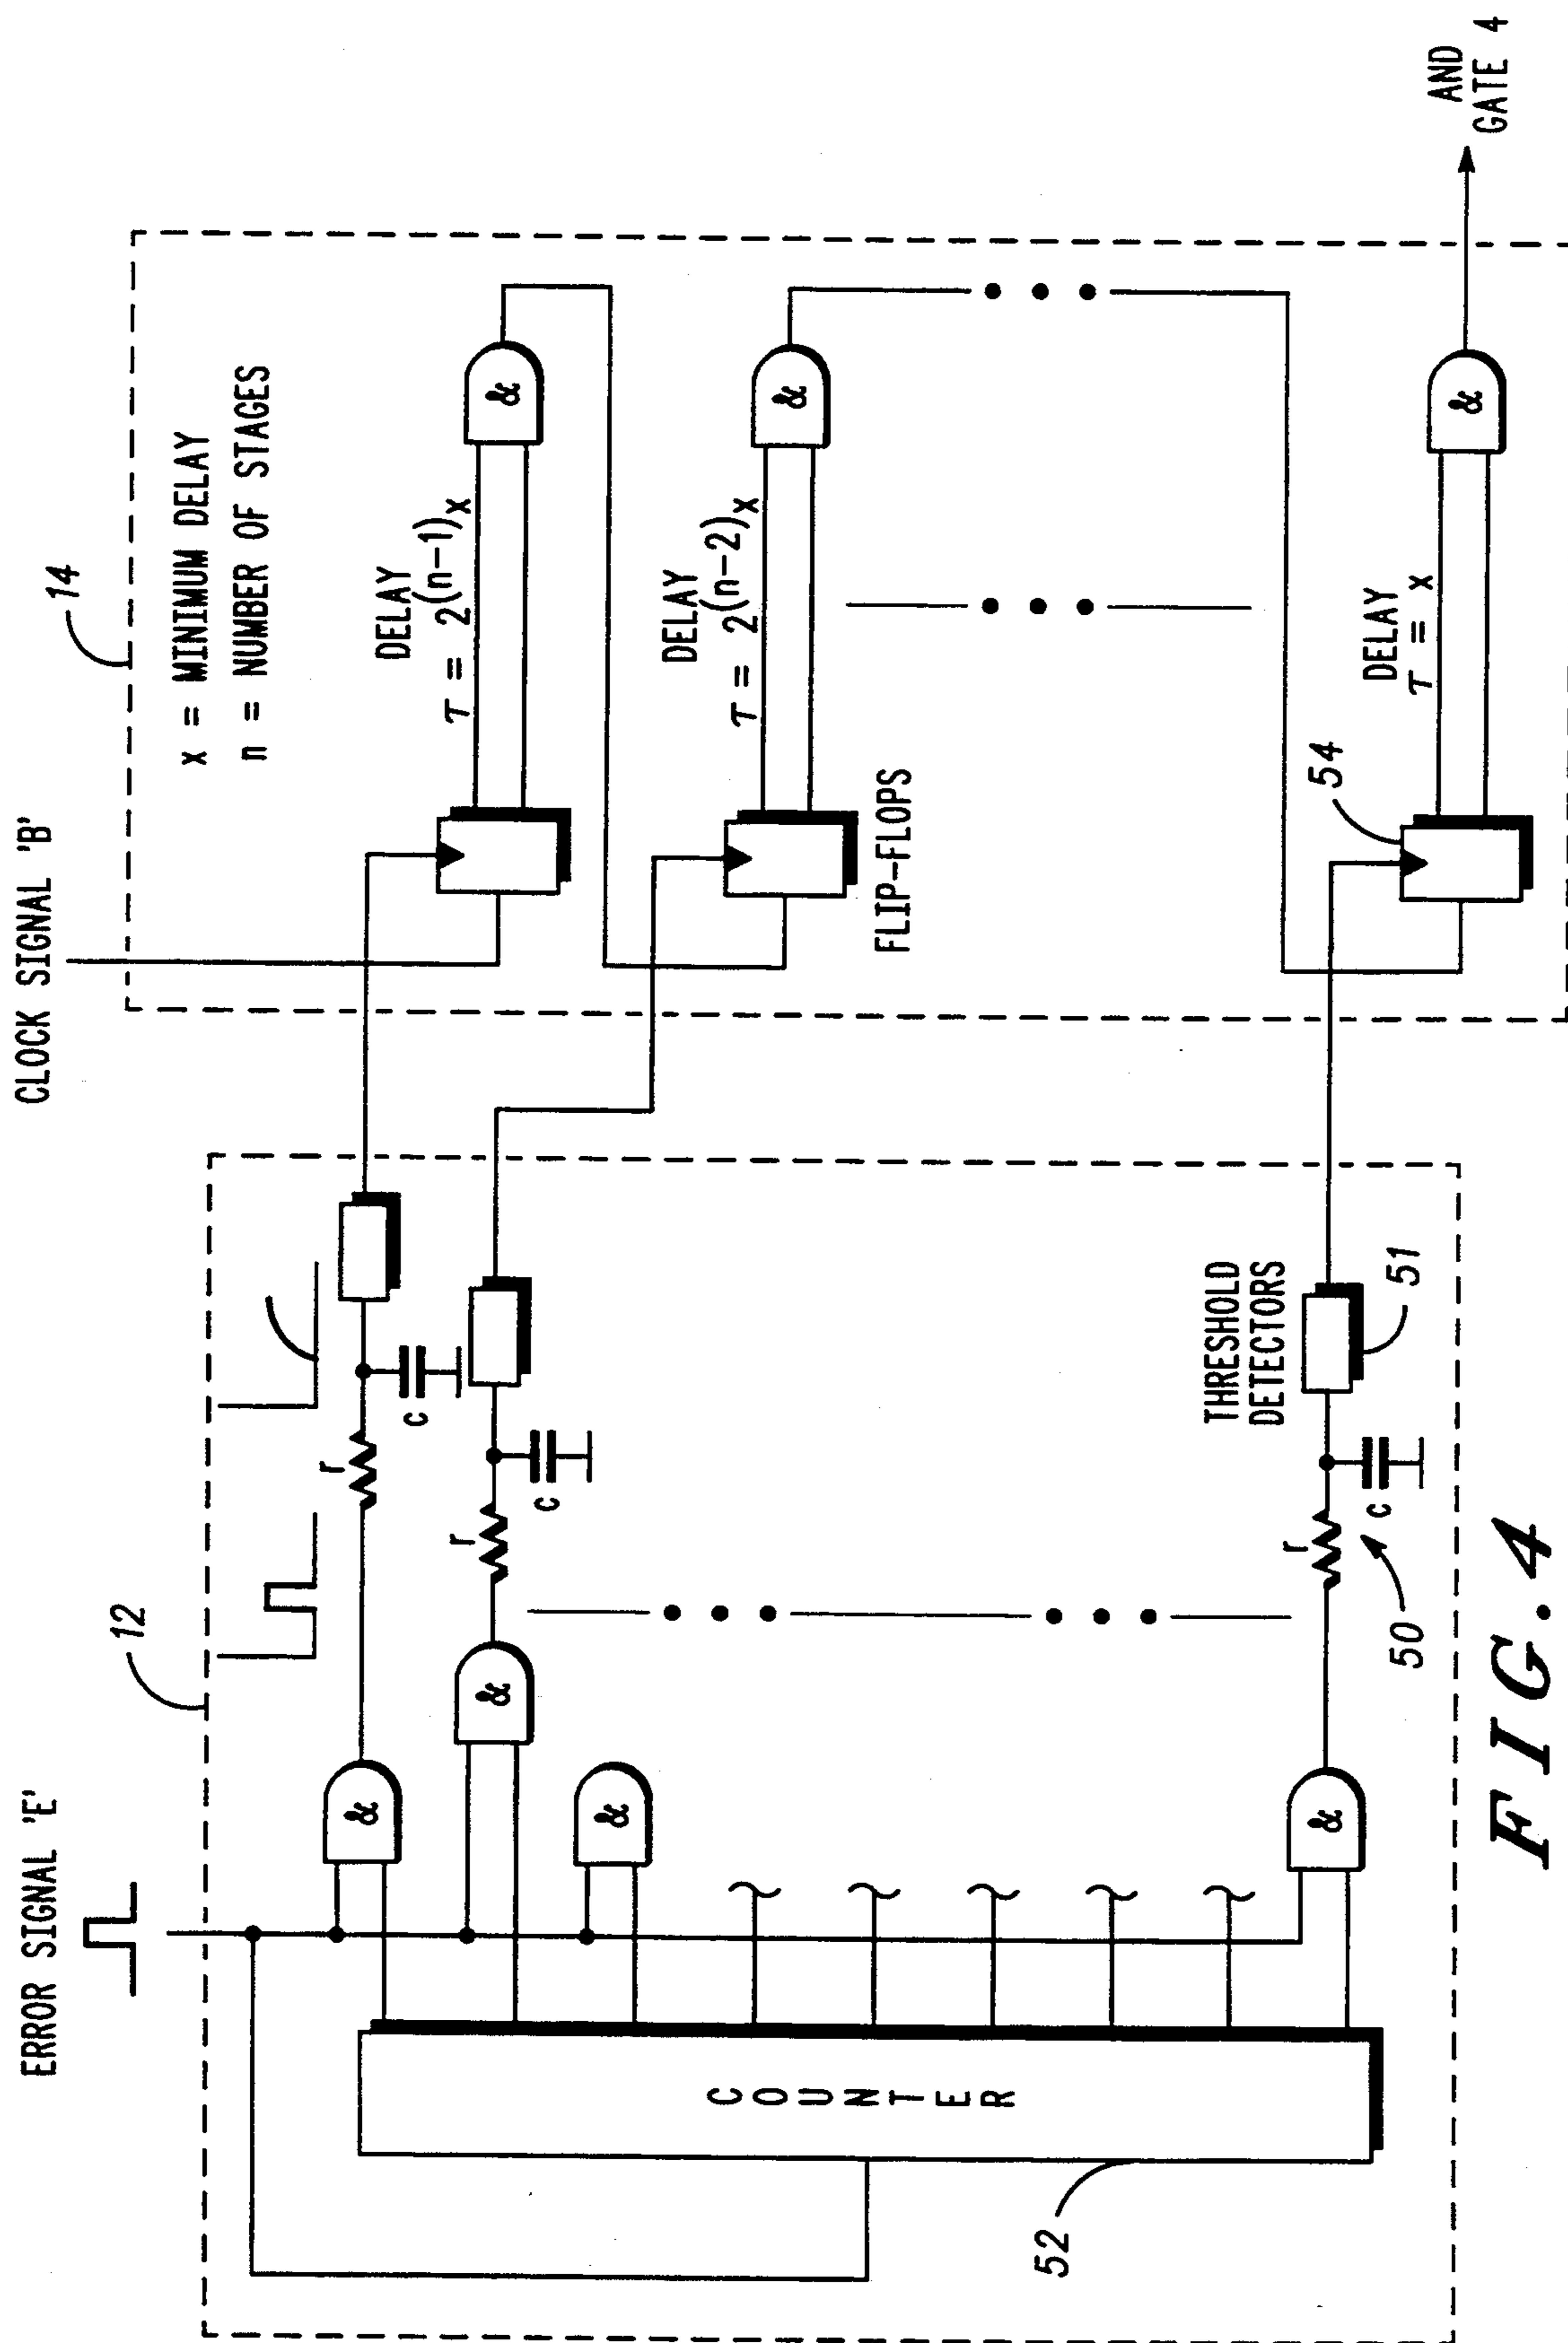 ERROR SIGNAL 'E'
CLOCK SIGNAL 'B'
12
14
x = MINIMUM DELAY
n = NUMBER OF STAGES
&
r
c
DELAY
τ = 2(n-1)x
&
&
r
c
DELAY
τ = 2(n-2)x
&
&
FLIP-FLOPS
COUNTER
52
THRESHOLD
DETECTORS
51
&
r
c
50
54
DELAY
τ = x
&
AND
GATE 4
FIG. 4